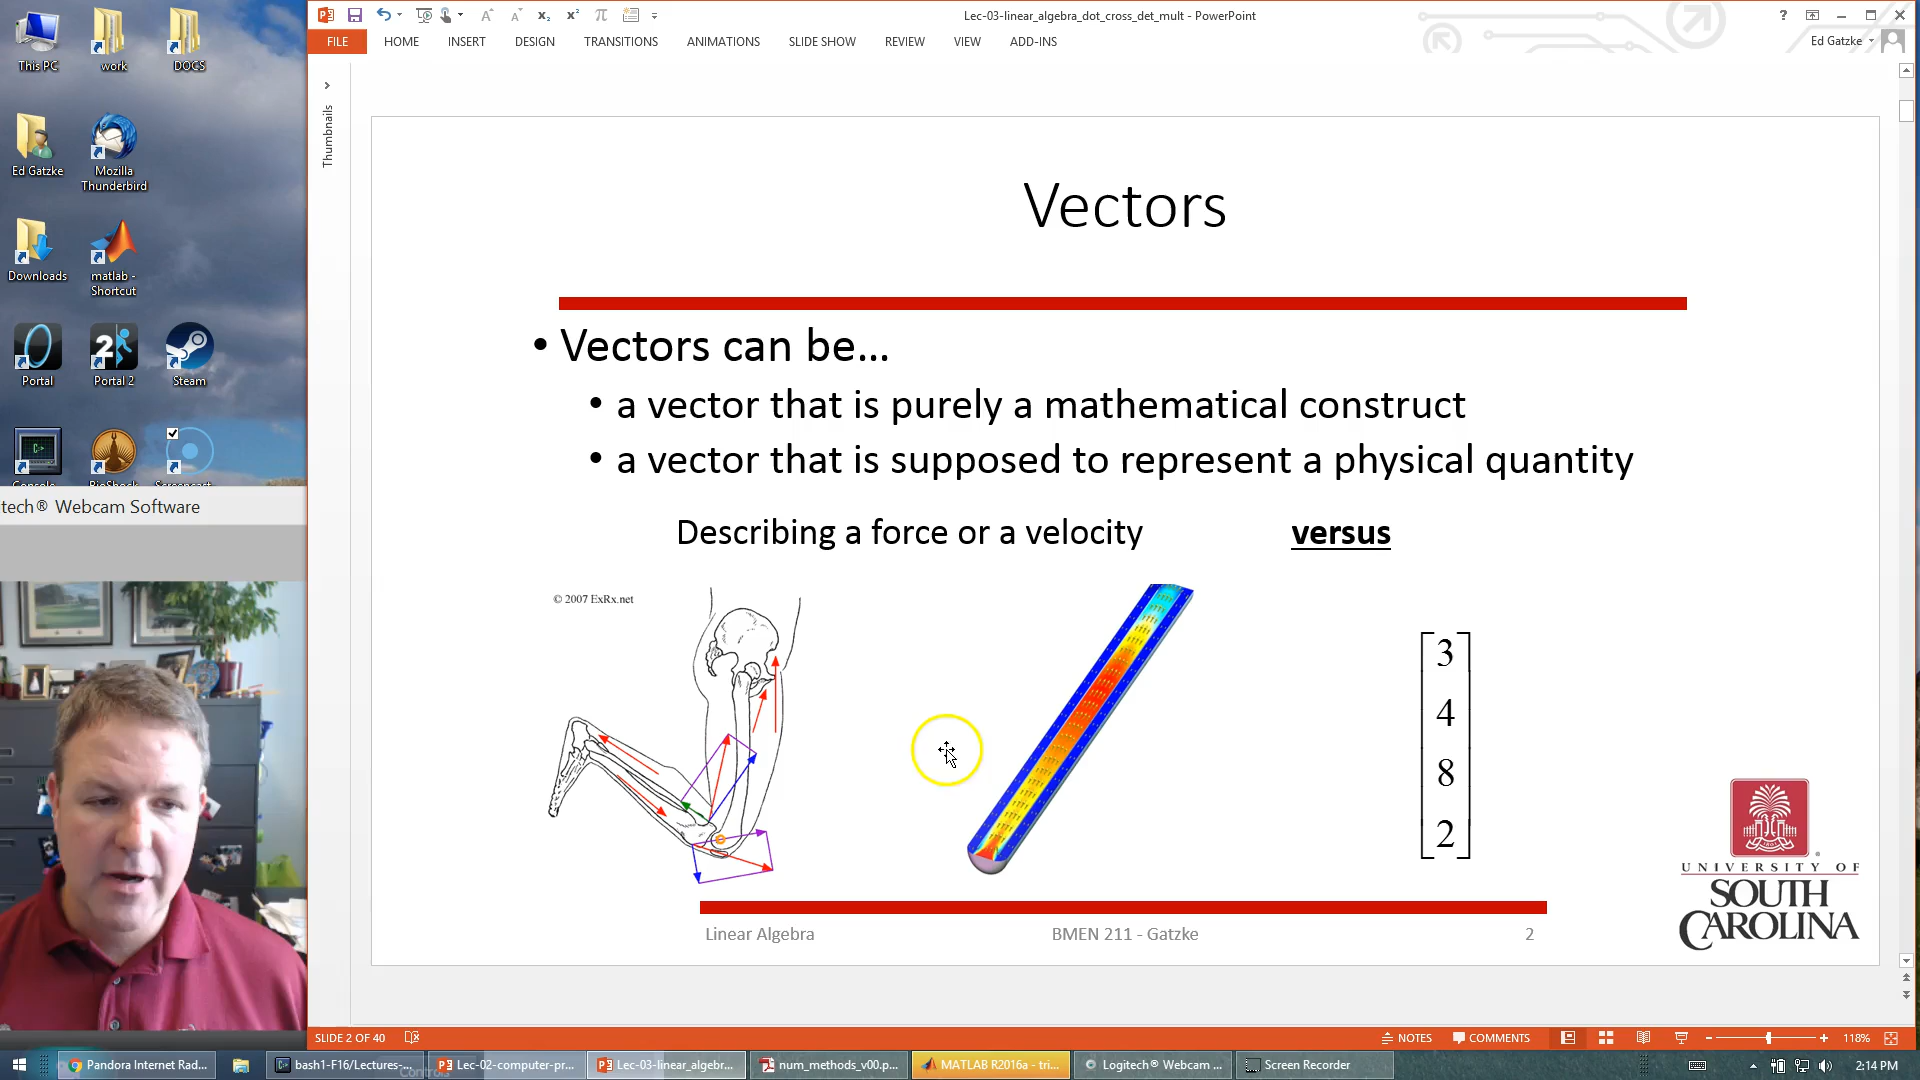 Lec-03-linear_algebra_dot_cross_det_mult - PowerPoint
FILE HOME INSERT DESIGN TRANSITIONS ANIMATIONS SLIDE SHOW REVIEW VIEW ADD-INS
Ed Gatzke
This PC work DOCS
Ed Gatzke
Mozilla
Thunderbird
Downloads
matlab -
Shortcut
Portal
2
Portal 2
Steam
Console
BioShock
Screencast
tech® Webcam Software
Thumbnails
Vectors
• Vectors can be...
• a vector that is purely a mathematical construct
• a vector that is supposed to represent a physical quantity
Describing a force or a velocity versus
© 2007 ExRx.net
3
4
8
2
UNIVERSITY OF
SOUTH
CAROLINA
Linear Algebra BMEN 211 - Gatzke 2
SLIDE 2 OF 40
NOTES COMMENTS 118%
Pandora Internet Rad...
bash1-F16/Lectures-...
Lec-02-computer-pr...
Lec-03-linear_algebr...
num_methods_v00.p...
MATLAB R2016a - tri...
Logitech® Webcam ...
Screen Recorder
2:14 PM